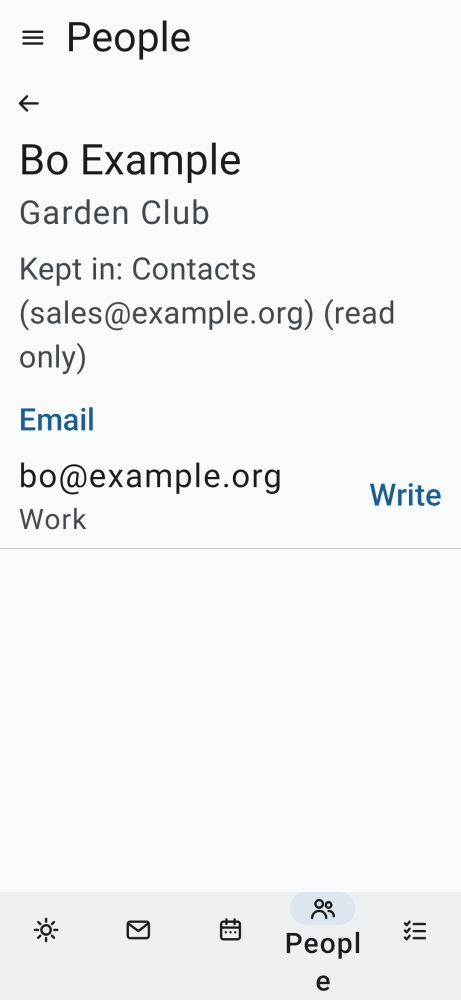 People
Bo Example
Garden Club
Kept in: Contacts
(sales@example.org) (read
only)
Email
bo@example.org
Work
Write
Peopl
e